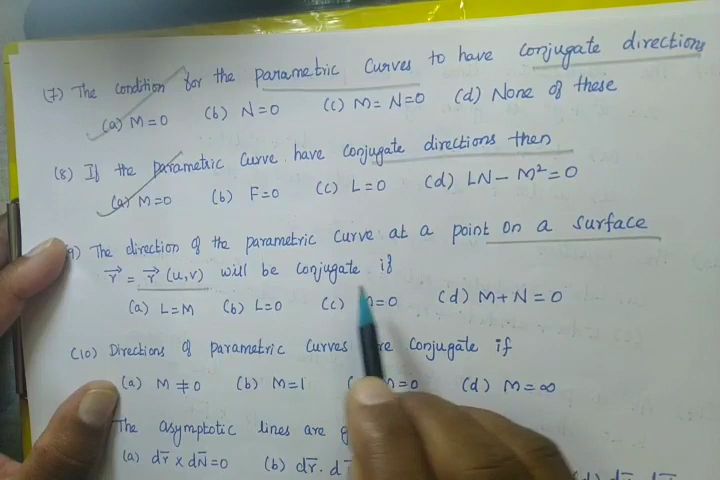 (7) The condition for the parametric curves to have conjugate directions
(a) M=0 (b) N=0 (c) M=N=0 (d) None of these
(8) If the parametric curve have conjugate directions then
(a) M=0 (b) F=0 (c) L=0 (d) LN-M²=0
9) The direction of the parametric curve at a point on a surface
r⃗ = r⃗ (u,v) will be conjugate if
(a) L=M (b) L=0 (c) =0 (d) M+N=0
(10) Directions of parametric curves conjugate if
(a) M≠0 (b) M=1 =0 (d) M=∞
The asymptotic lines are
(a) dr̅ × dN̅=0 (b) dr̅ .